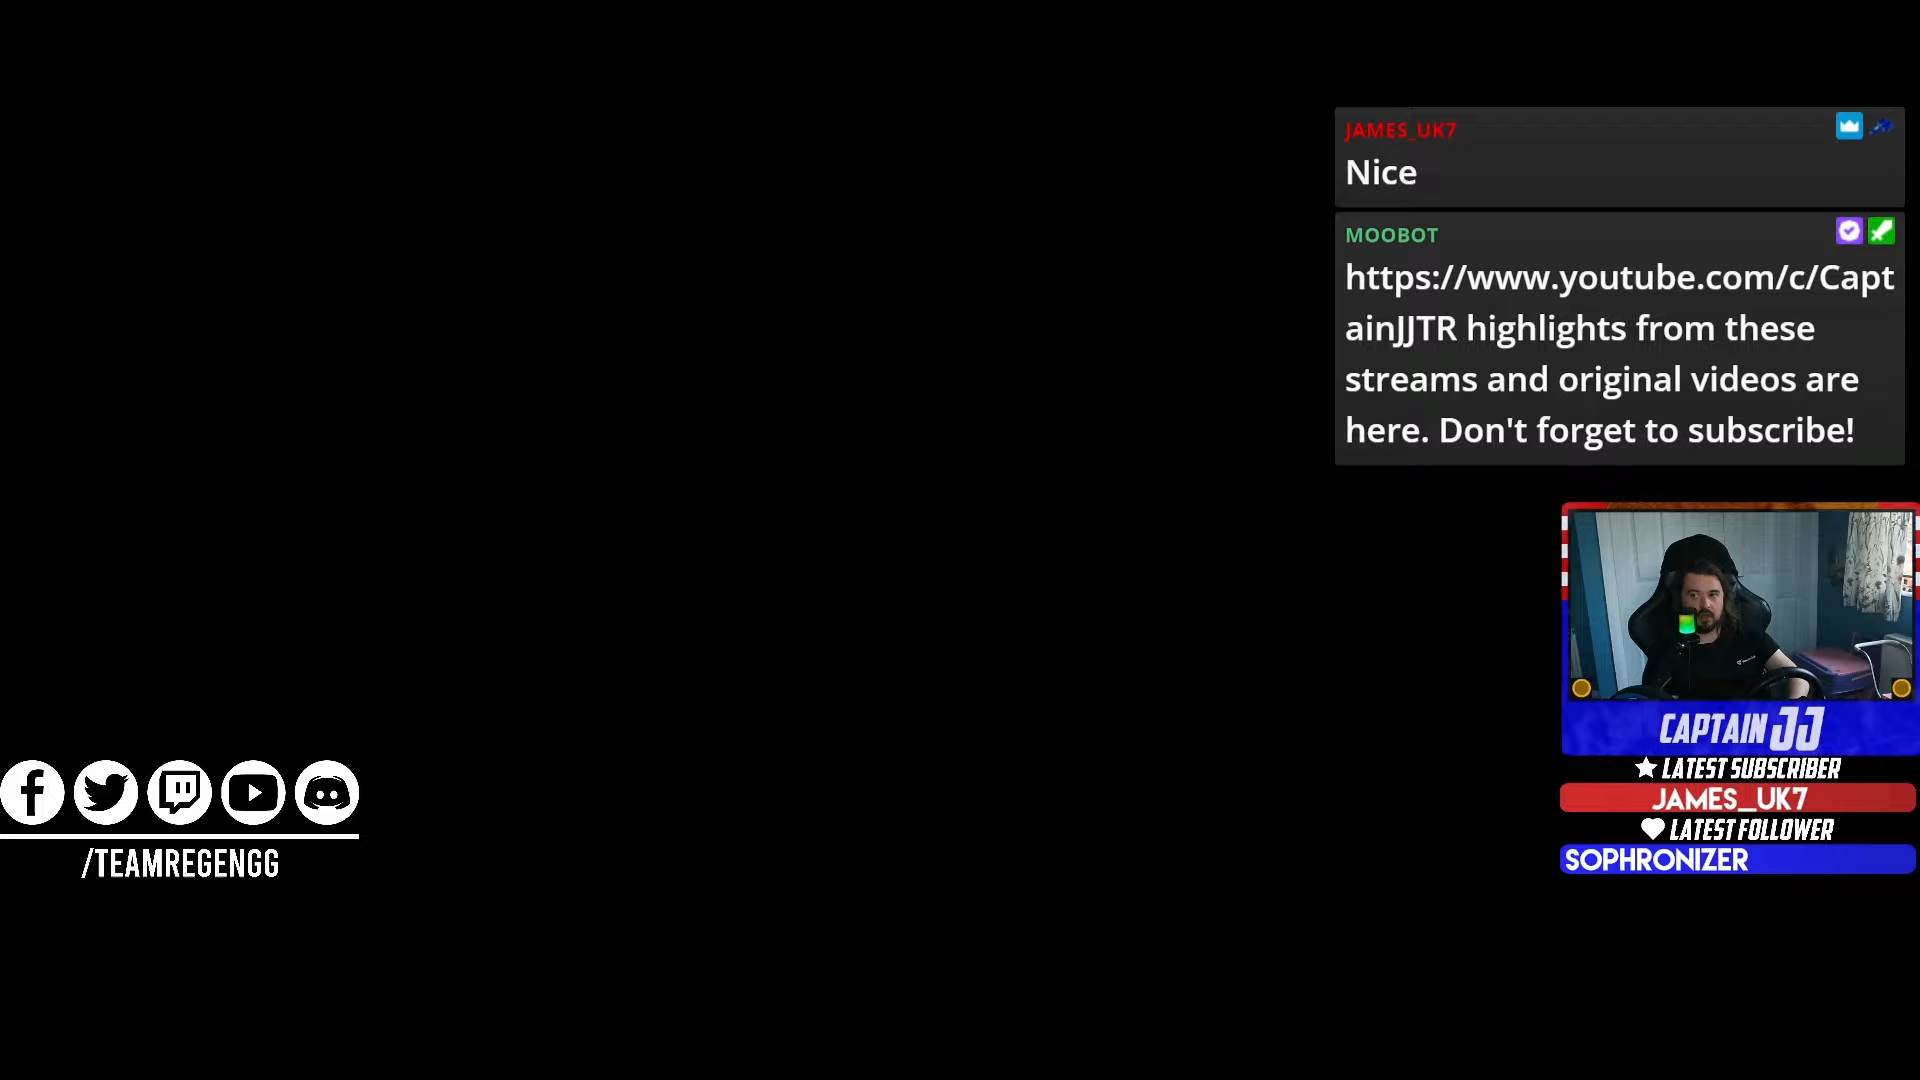 JAMES_UK7
Nice
MOOBOT
https://www.youtube.com/c/Capt
ainJJTR highlights from these
streams and original videos are
here. Don't forget to subscribe!
CAPTAIN JJ
LATEST SUBSCRIBER
JAMES_UK7
LATEST FOLLOWER
SOPHRONIZER
/TEAMREGENGG